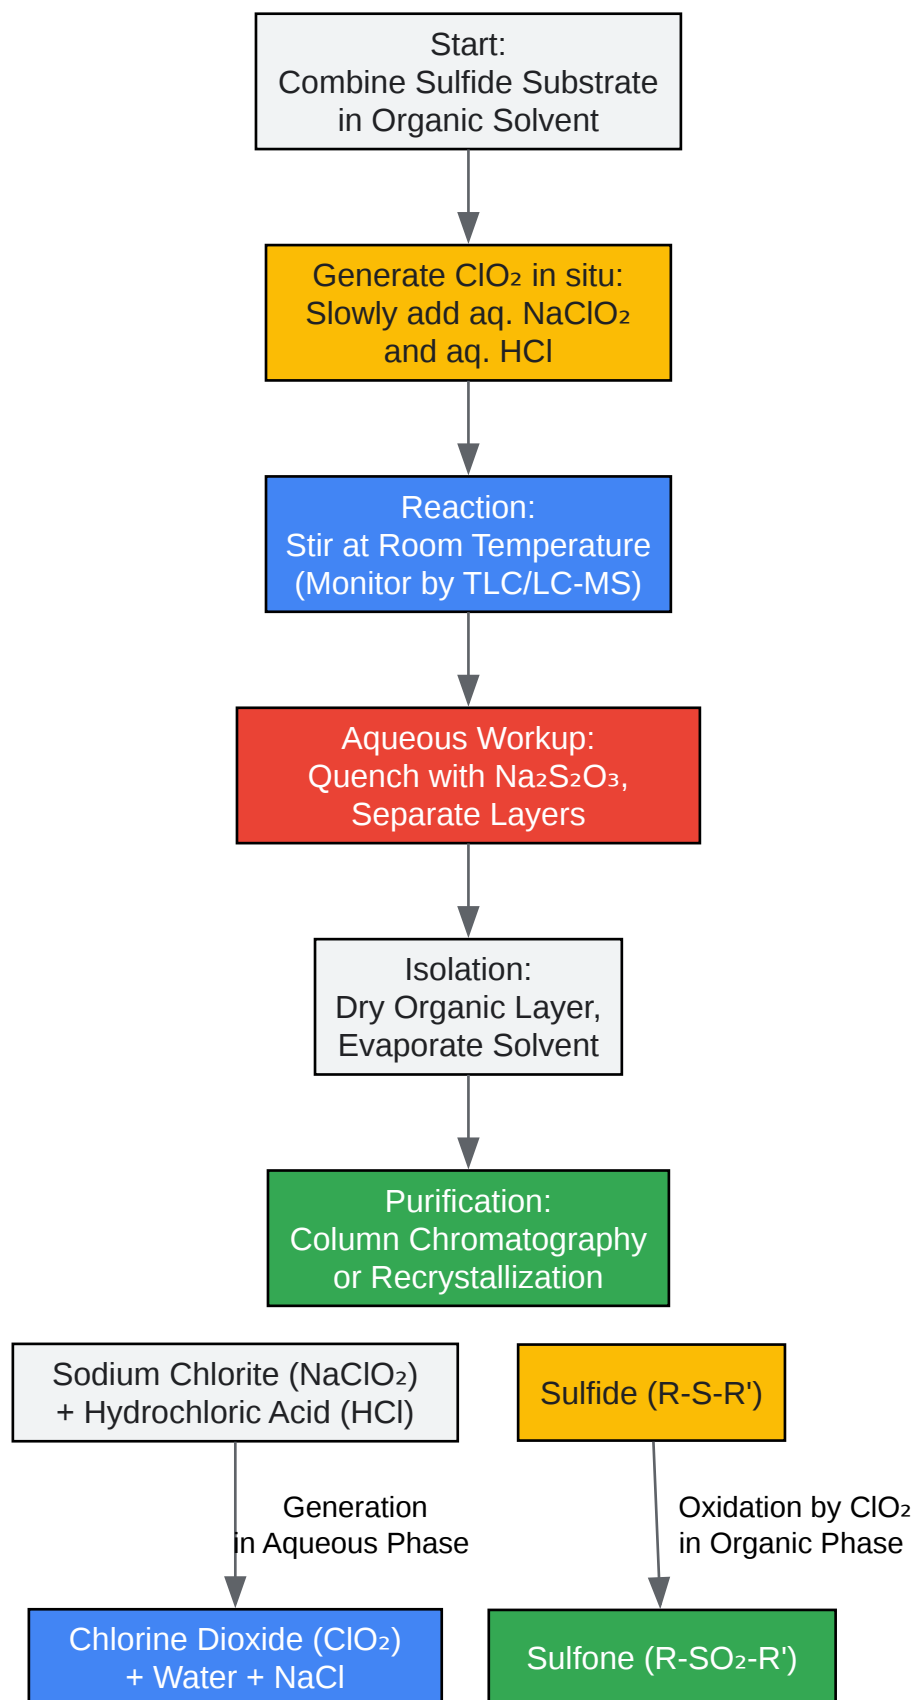 Start:
Combine Sulfide Substrate
in Organic Solvent
Generate ClO₂ in situ:
Slowly add aq. NaClO₂
and aq. HCl
Reaction:
Stir at Room Temperature
(Monitor by TLC/LC-MS)
Aqueous Workup:
Quench with Na₂S₂O₃,
Separate Layers
Isolation:
Dry Organic Layer,
Evaporate Solvent
Purification:
Column Chromatography
or Recrystallization
Sodium Chlorite (NaClO₂)
+ Hydrochloric Acid (HCl)
Sulfide (R-S-R')
Generation
in Aqueous Phase
Oxidation by ClO₂
in Organic Phase
Chlorine Dioxide (ClO₂)
+ Water + NaCl
Sulfone (R-SO₂-R')